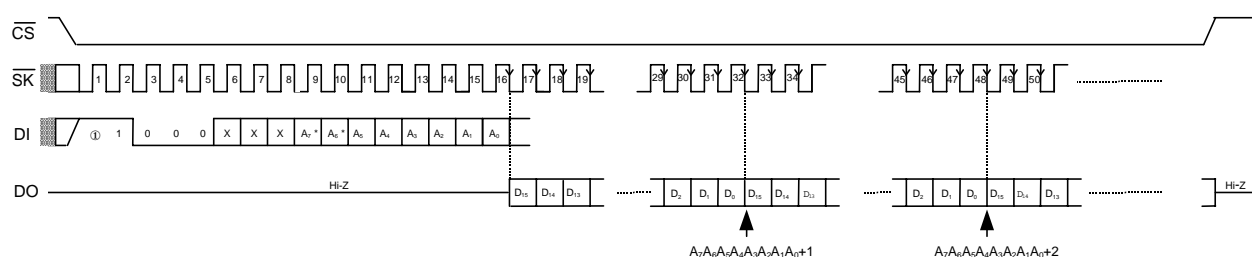 CS
SK 1 2 3 4 5 6 7 8 9 10 11 12 13 14 15 16 17 18 19 29 30 31 32 33 34 45 46 47 48 49 50
DI ① 1 0 0 0 X X X A7* A6* A5 A4 A3 A2 A1 A0
DO Hi-Z D15 D14 D13 D2 D1 D0 D15 D14 D13 D2 D1 D0 D15 D14 D13 Hi-Z
A7A6A5A4A3A2A1A0+1 A7A6A5A4A3A2A1A0+2